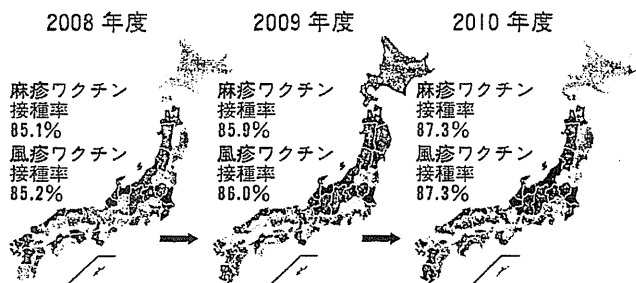 2008 年度
麻疹ワクチン
接種率
85.1%
風疹ワクチン
接種率
85.2%
2009 年度
麻疹ワクチン
接種率
85.9%
風疹ワクチン
接種率
86.0%
2010 年度
麻疹ワクチン
接種率
87.3%
風疹ワクチン
接種率
87.3%